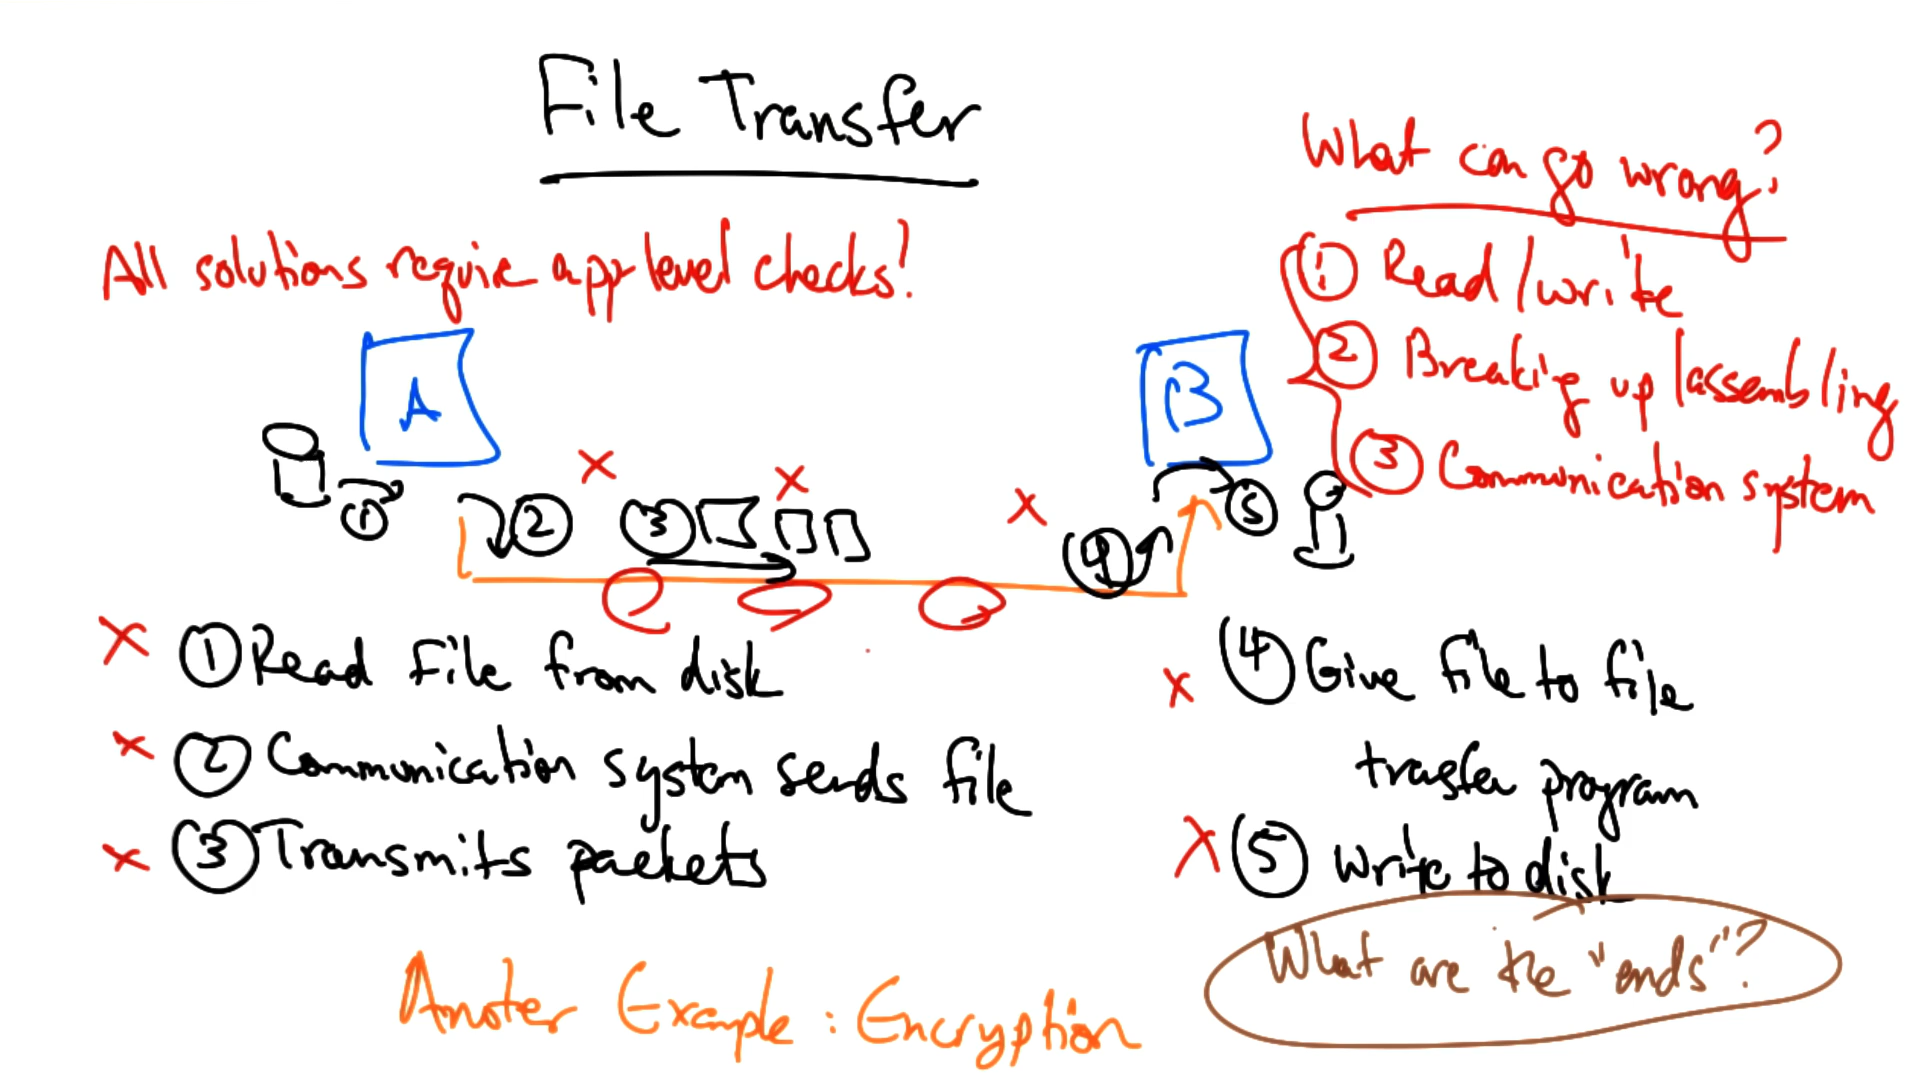 File Transfer
What can go wrong?
All solutions require app level checks!
① Read/write
② Breaking up/assembling
③ Communication system
A
B
① ② ③ ④ ⑤
① Read File from disk
② Communication system sends file
③ Transmits packets
④ Give file to file
trasfer program
⑤ Write to disk
What are the "ends"?
Anoter Example: Encryption